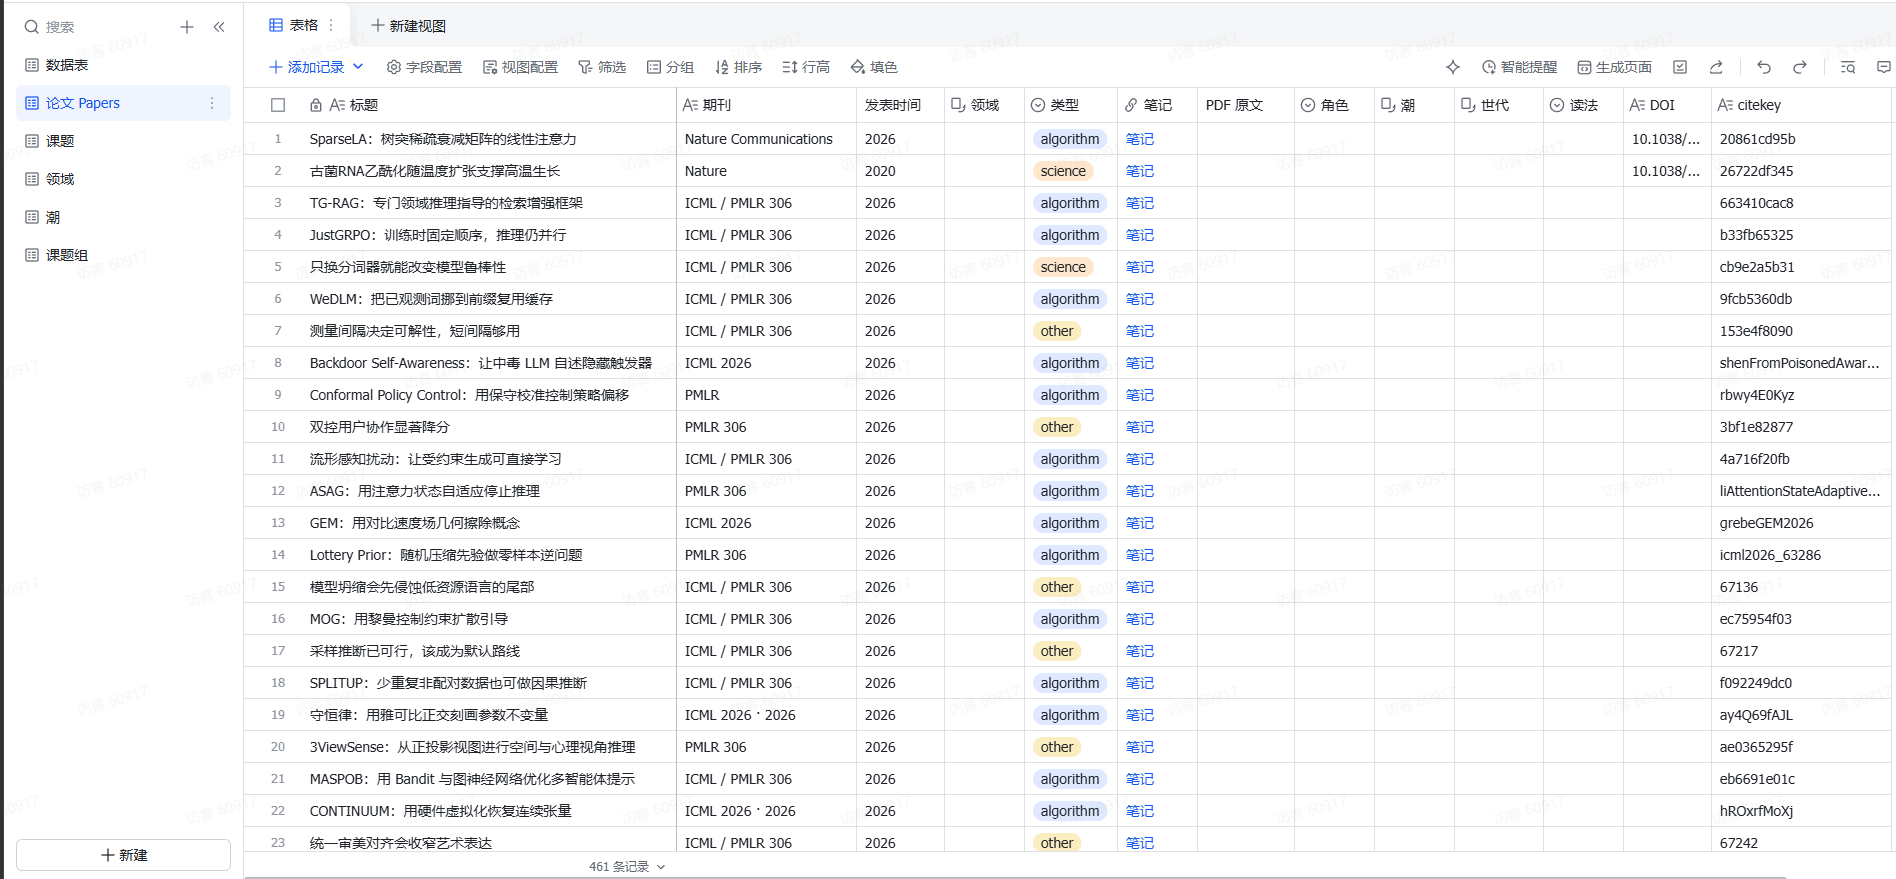 搜索
数据表
论文 Papers
课题
领域
潮
课题组
新建
表格 新建视图
添加记录 字段配置 视图配置 筛选 分组 排序 行高 填色 智能提醒 生成页面
标题 期刊 发表时间 领域 类型 笔记 PDF 原文 角色 潮 世代 读法 DOI citekey
1 SparseLA：树突稀疏衰减矩阵的线性注意力 Nature Communications 2026 algorithm 笔记 10.1038/... 20861cd95b
2 古菌RNA乙酰化随温度扩张支撑高温生长 Nature 2020 science 笔记 10.1038/... 26722df345
3 TG-RAG：专门领域推理指导的检索增强框架 ICML / PMLR 306 2026 algorithm 笔记 663410cac8
4 JustGRPO：训练时固定顺序，推理仍并行 ICML / PMLR 306 2026 algorithm 笔记 b33fb65325
5 只换分词器就能改变模型鲁棒性 ICML / PMLR 306 2026 science 笔记 cb9e2a5b31
6 WeDLM：把已观测词挪到前缀复用缓存 ICML / PMLR 306 2026 algorithm 笔记 9fcb5360db
7 测量间隔决定可解性，短间隔够用 ICML / PMLR 306 2026 other 笔记 153e4f8090
8 Backdoor Self-Awareness：让中毒 LLM 自述隐藏触发器 ICML 2026 2026 algorithm 笔记 shenFromPoisonedAwar...
9 Conformal Policy Control：用保守校准控制策略偏移 PMLR 2026 algorithm 笔记 rbwy4E0Kyz
10 双控用户协作显著降分 PMLR 306 2026 other 笔记 3bf1e82877
11 流形感知扰动：让受约束生成可直接学习 ICML / PMLR 306 2026 algorithm 笔记 4a716f20fb
12 ASAG：用注意力状态自适应停止推理 PMLR 306 2026 algorithm 笔记 liAttentionStateAdaptive...
13 GEM：用对比速度场几何擦除概念 ICML 2026 2026 algorithm 笔记 grebeGEM2026
14 Lottery Prior：随机压缩先验做零样本逆问题 PMLR 306 2026 algorithm 笔记 icml2026_63286
15 模型坍缩会先侵蚀低资源语言的尾部 ICML / PMLR 306 2026 other 笔记 67136
16 MOG：用黎曼控制约束扩散引导 ICML / PMLR 306 2026 algorithm 笔记 ec75954f03
17 采样推断已可行，该成为默认路线 ICML / PMLR 306 2026 other 笔记 67217
18 SPLITUP：少重复非配对数据也可做因果推断 ICML / PMLR 306 2026 algorithm 笔记 f092249dc0
19 守恒律：用雅可比正交刻画参数不变量 ICML 2026 · 2026 2026 algorithm 笔记 ay4Q69fAJL
20 3ViewSense：从正投影视图进行空间与心理视角推理 PMLR 306 2026 other 笔记 ae0365295f
21 MASPOB：用 Bandit 与图神经网络优化多智能体提示 ICML / PMLR 306 2026 algorithm 笔记 eb6691e01c
22 CONTINUUM：用硬件虚拟化恢复连续张量 ICML 2026 · 2026 2026 algorithm 笔记 hROxrfMoXj
23 统一审美对齐会收窄艺术表达 ICML / PMLR 306 2026 other 笔记 67242
461 条记录
访客 60917